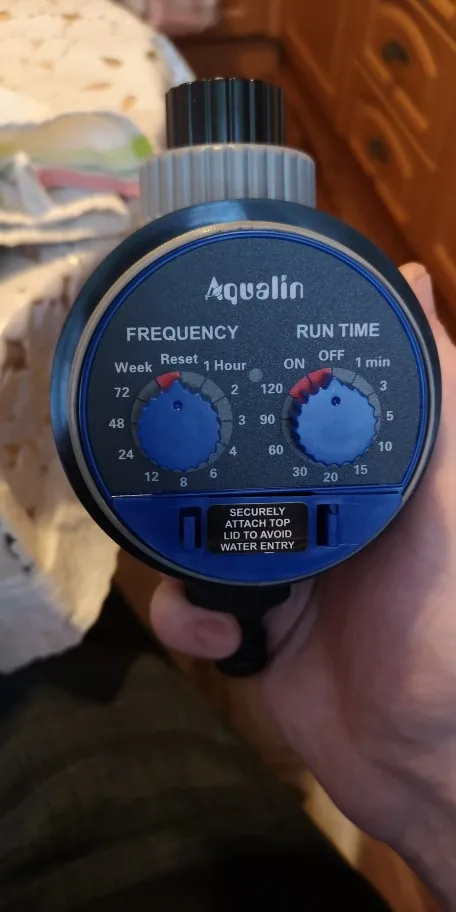 Aqualin
FREQUENCY
Reset
1 Hour
2
3
4
6
8
12
24
48
72
Week
RUN TIME
OFF
1 min
3
5
10
15
20
30
60
90
120
ON
SECURELY
ATTACH TOP
LID TO AVOID
WATER ENTRY